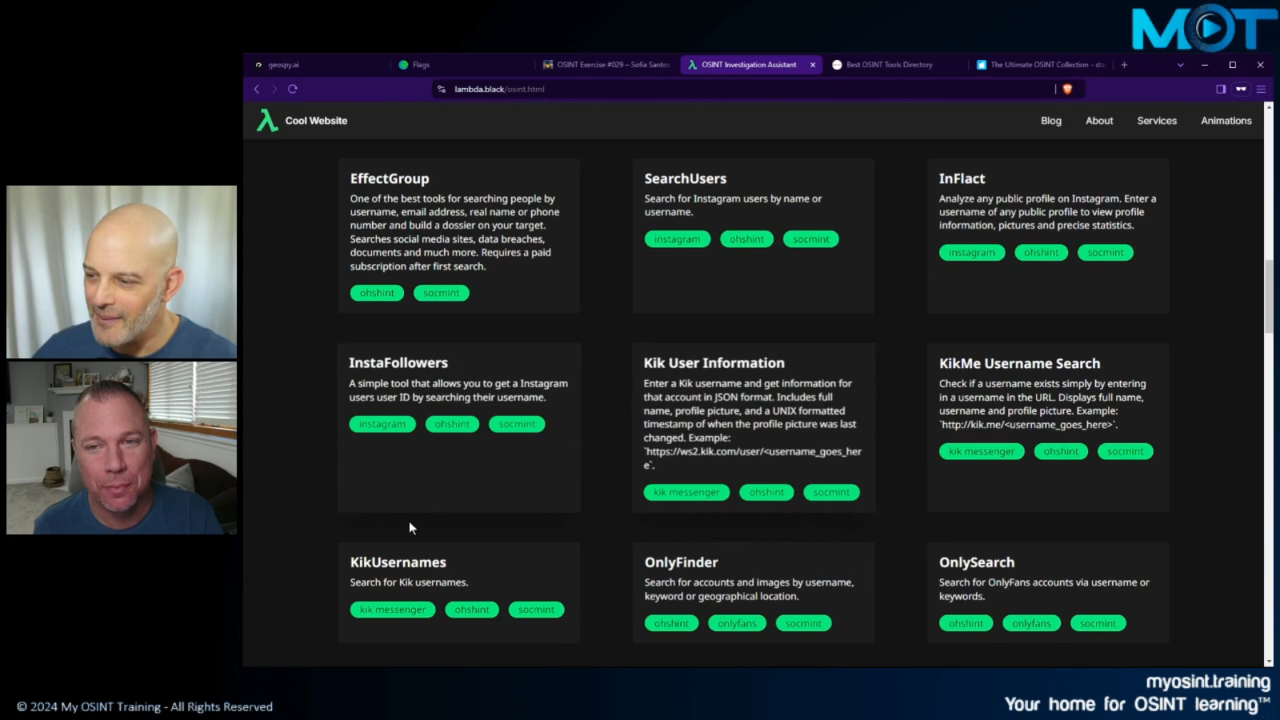 MOT
geospy.ai
Flags
OSINT Exercise #029 – Sofia Santos
OSINT Investigation Assistant
Best OSINT Tools Directory
The Ultimate OSINT Collection - sta
lambda.black/osint.html
λ Cool Website
Blog About Services Animations
EffectGroup
One of the best tools for searching people by
username, email address, real name or phone
number and build a dossier on your target.
Searches social media sites, data breaches,
documents and much more. Requires a paid
subscription after first search.
ohshint socmint
SearchUsers
Search for Instagram users by name or
username.
instagram ohshint socmint
InFlact
Analyze any public profile on Instagram. Enter a
username of any public profile to view profile
information, pictures and precise statistics.
instagram ohshint socmint
InstaFollowers
A simple tool that allows you to get a Instagram
users user ID by searching their username.
instagram ohshint socmint
Kik User Information
Enter a Kik username and get information for
that account in JSON format. Includes full
name, profile picture, and a UNIX formatted
timestamp of when the profile picture was last
changed. Example:
`https://ws2.kik.com/user/<username_goes_her
e`.
kik messenger ohshint socmint
KikMe Username Search
Check if a username exists simply by entering
in a username in the URL. Displays full name,
username and profile picture. Example:
`http://kik.me/<username_goes_here>`.
kik messenger ohshint socmint
KikUsernames
Search for Kik usernames.
kik messenger ohshint socmint
OnlyFinder
Search for accounts and images by username,
keyword or geographical location.
ohshint onlyfans socmint
OnlySearch
Search for OnlyFans accounts via username or
keywords.
ohshint onlyfans socmint
myosint.training
Your home for OSINT learning™
© 2024 My OSINT Training - All Rights Reserved